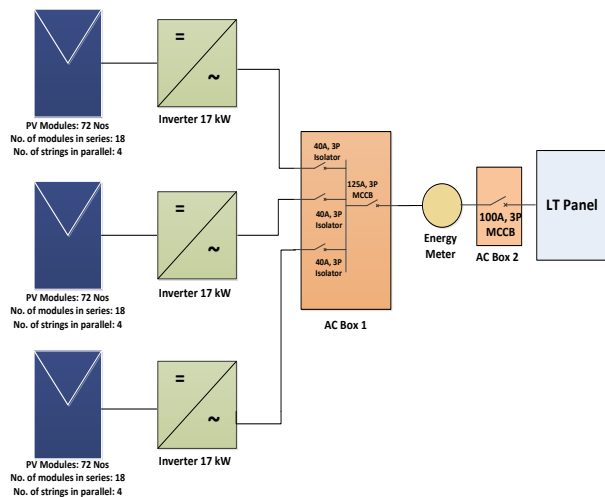 =
~
PV Modules: 72 Nos
No. of modules in series: 18
No. of strings in parallel: 4
Inverter 17 kW
40A, 3P
Isolator
125A, 3P
MCCB
40A, 3P
Isolator
40A, 3P
Isolator
AC Box 1
Energy
Meter
100A, 3P
MCCB
AC Box 2
LT Panel
=
~
PV Modules: 72 Nos
No. of modules in series: 18
No. of strings in parallel: 4
Inverter 17 kW
=
~
PV Modules: 72 Nos
No. of modules in series: 18
No. of strings in parallel: 4
Inverter 17 kW